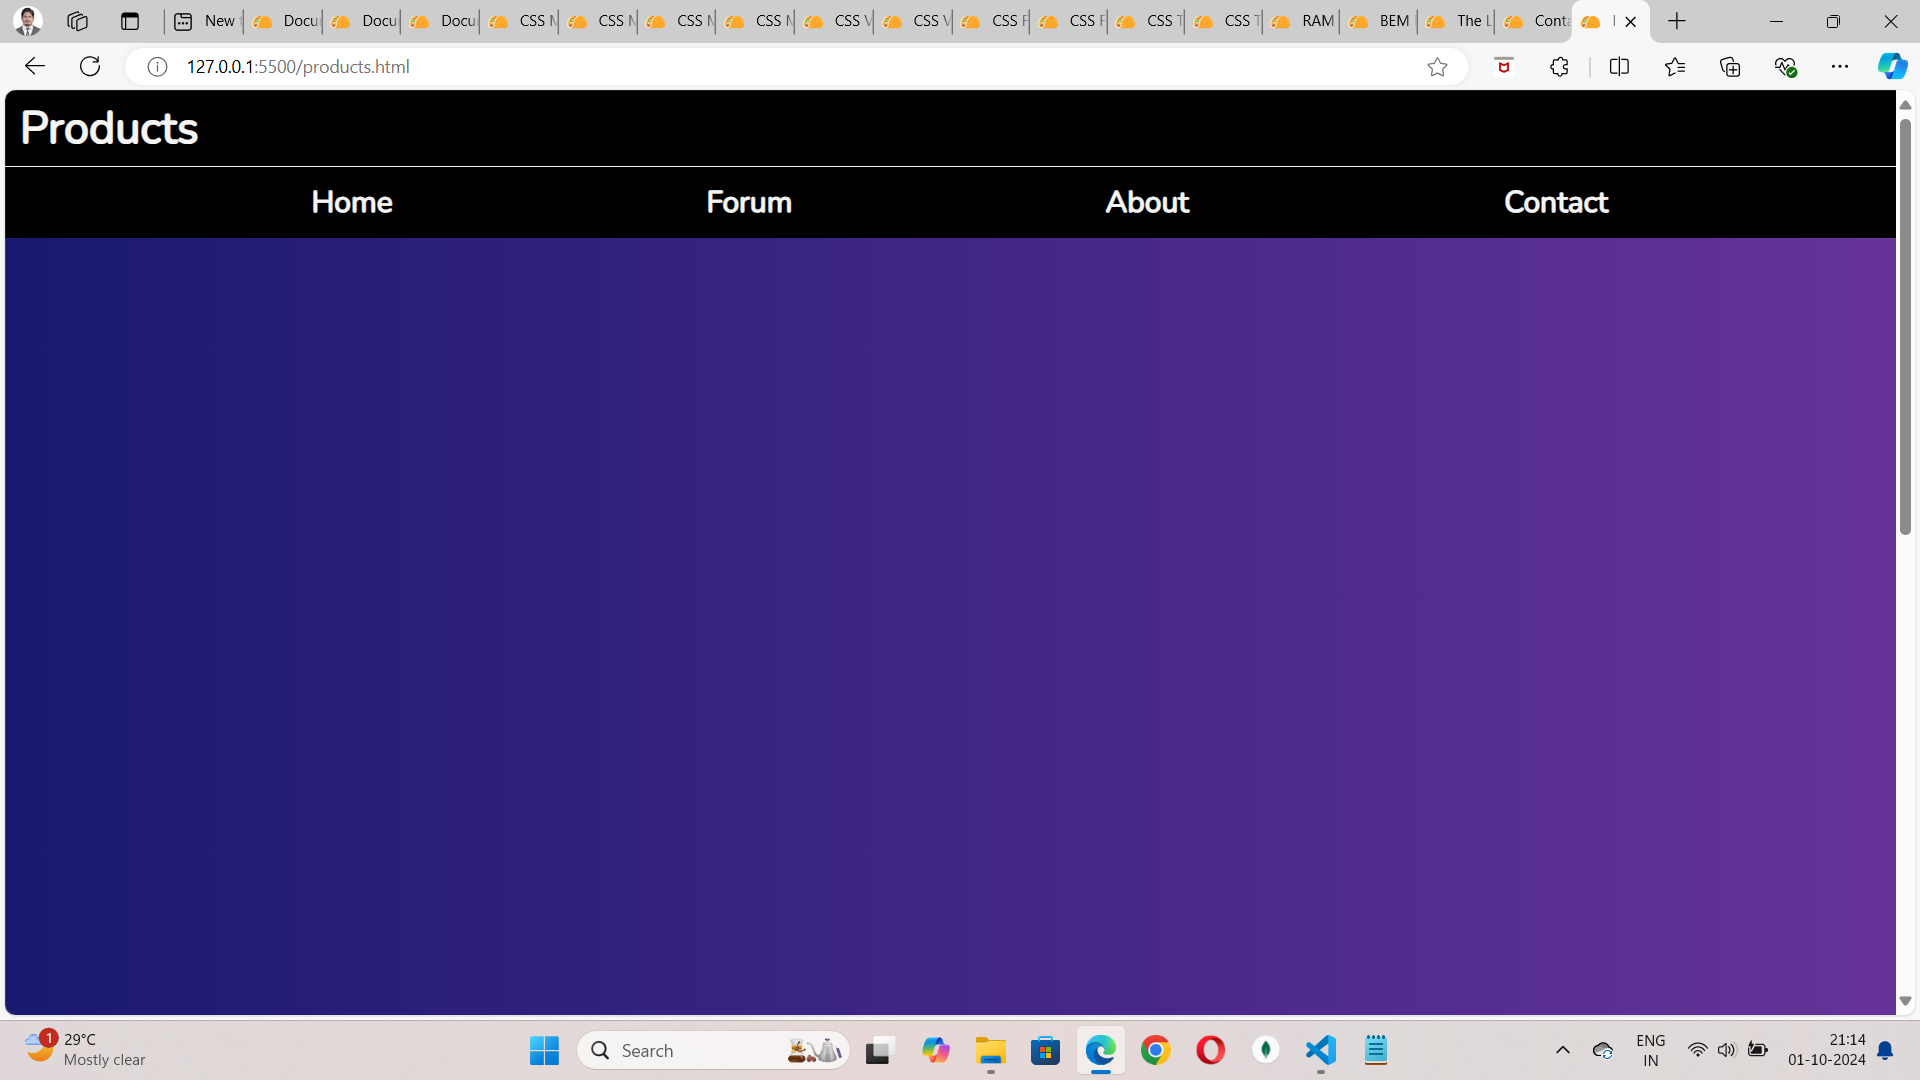 New t
Docu
Docu
Docu
CSS M
CSS M
CSS M
CSS M
CSS V
CSS V
CSS F
CSS F
CSS T
CSS T
RAM
BEM
The L
Conta
127.0.0.1:5500/products.html
Products
Home Forum About Contact
1
29°C
Mostly clear
Search
ENG
IN
21:14
01-10-2024